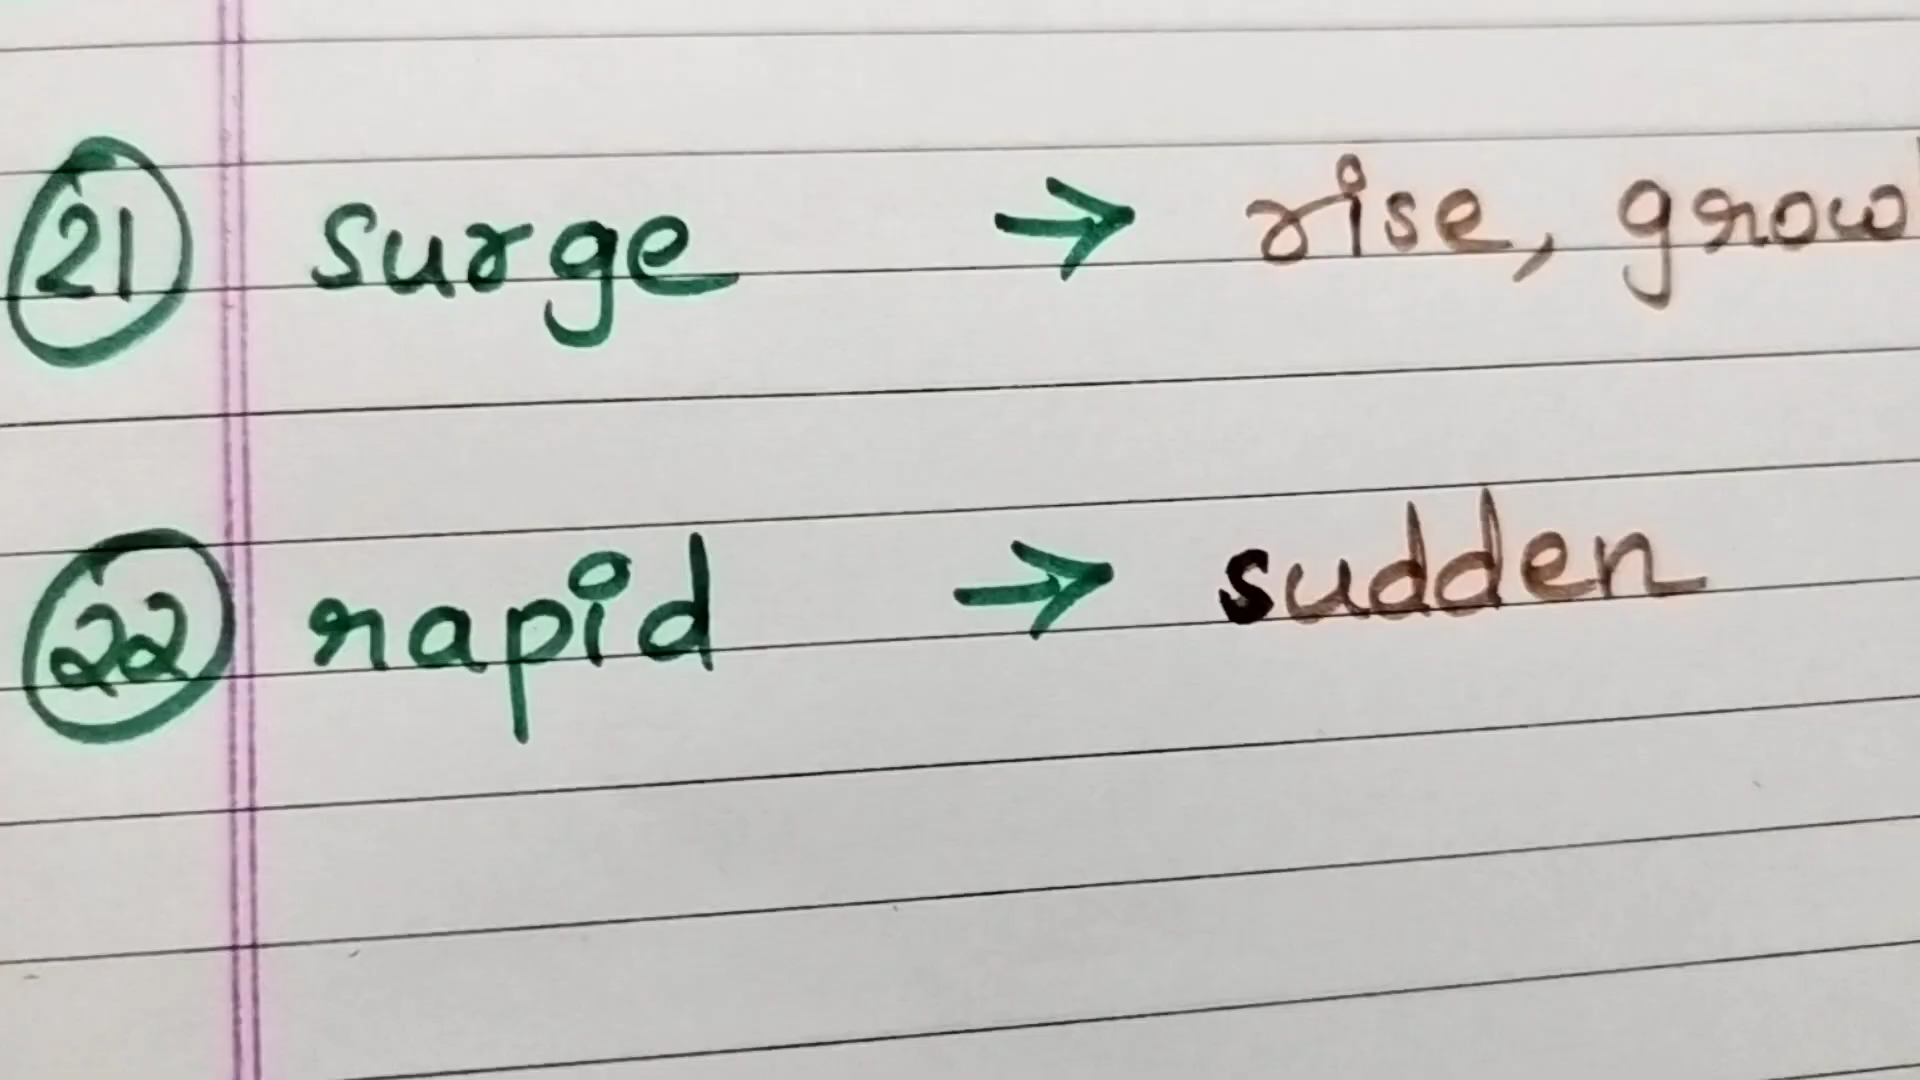 21 surge → rise, grow
22 rapid → sudden